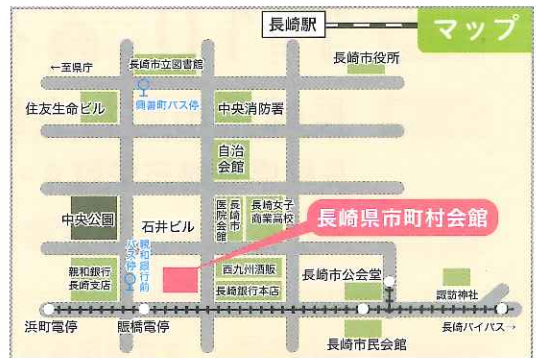 長崎駅
マップ
←至県庁
長崎市立図書館
長崎市役所
興善町バス停
住友生命ビル
中央消防署
自治
会館
中央公園
石井ビル
長崎市
医院会館
長崎女子
商業高校
長崎県市町村会館
親和銀行前
バス停
親和銀行
長崎支店
西九州酒販
長崎銀行本店
長崎市公会堂
諏訪神社
浜町電停
賑橋電停
長崎市民会館
長崎バイパス→